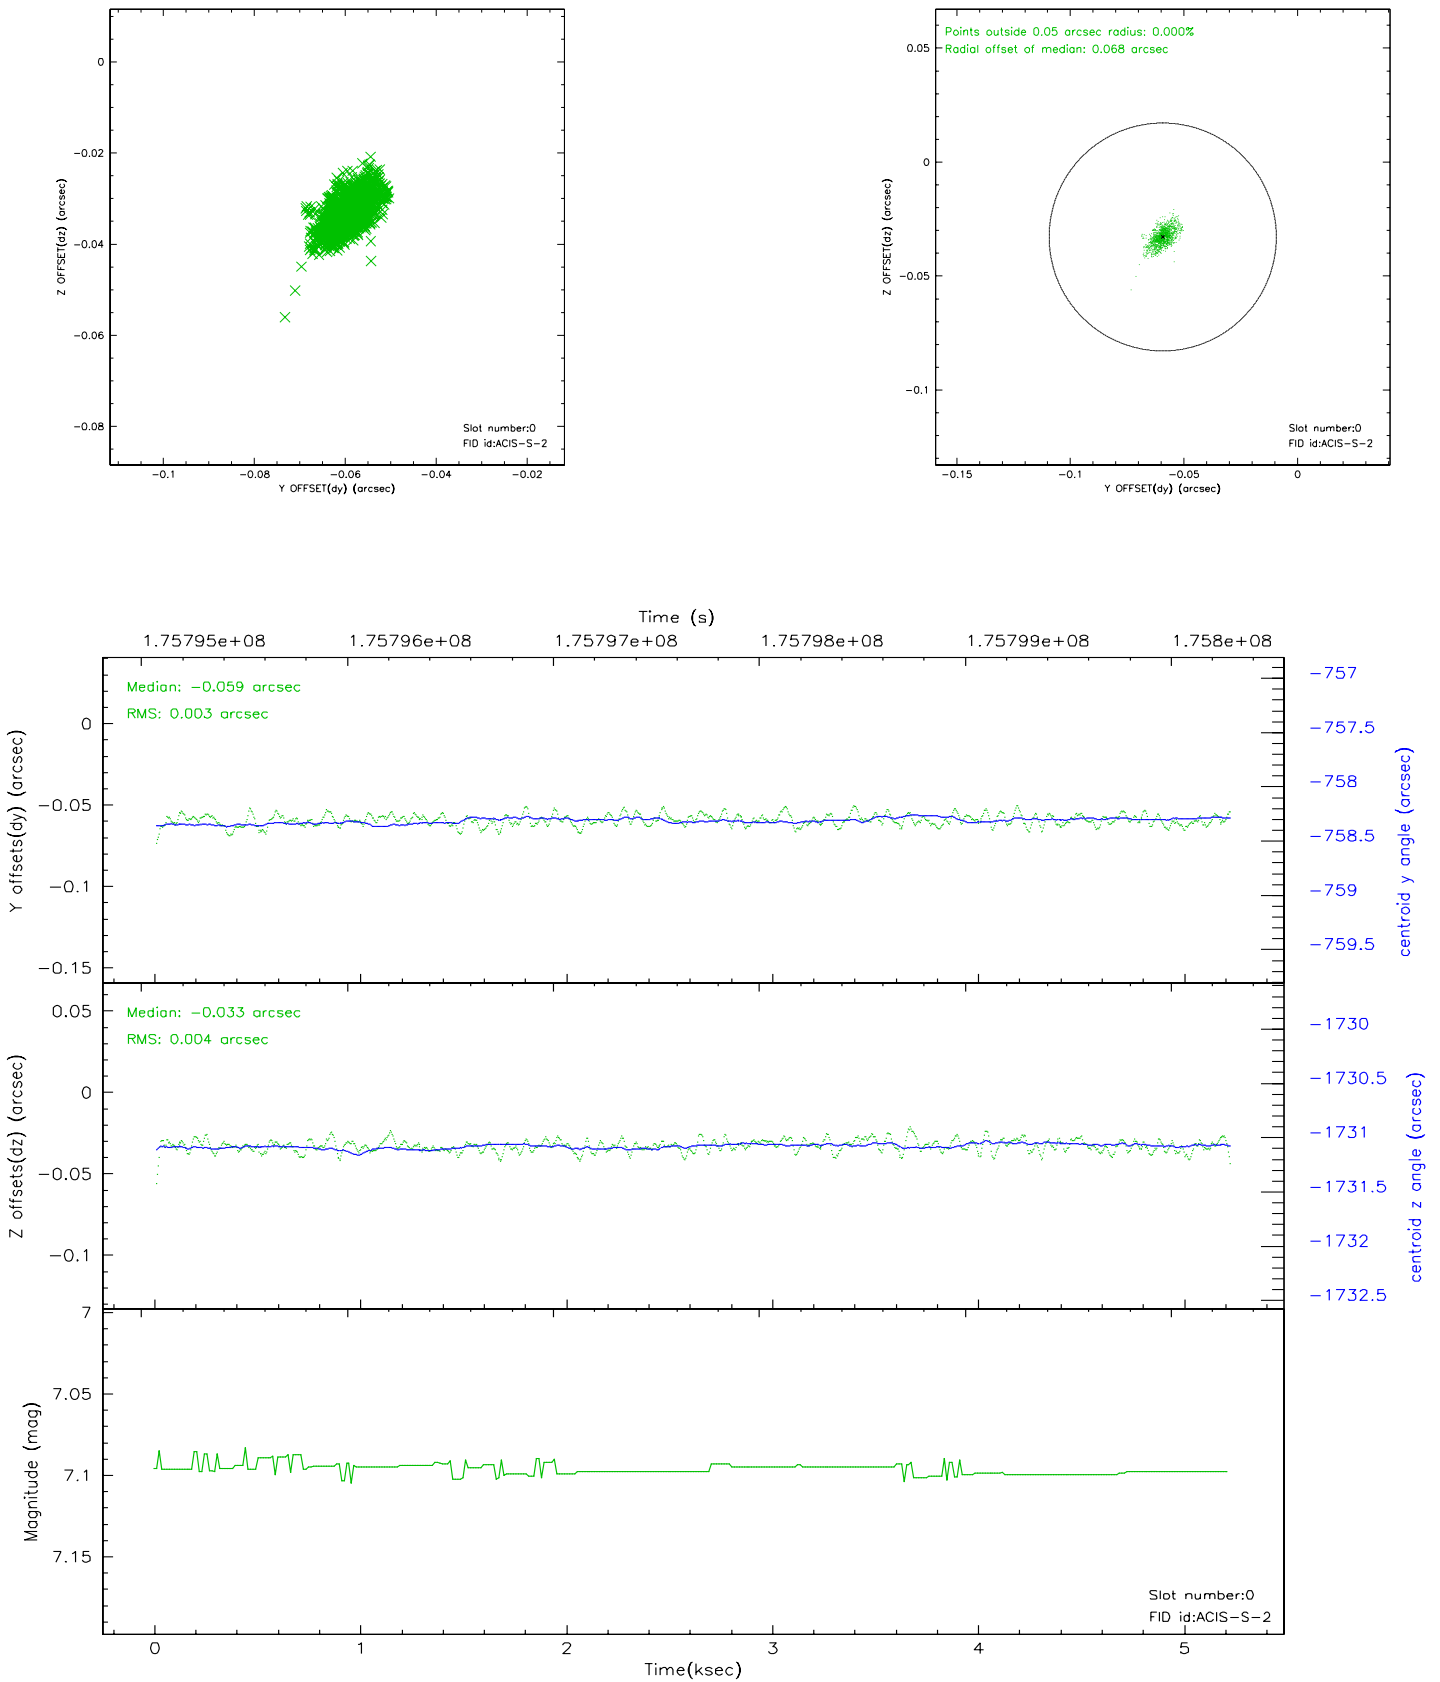 0
−0.02
−0.04
−0.06
−0.08
Z OFFSET(dz) (arcsec)
Slot number:0
FID id:ACIS−S−2
−0.1 −0.08 −0.06 −0.04 −0.02
Y OFFSET(dy) (arcsec)
Points outside 0.05 arcsec radius: 0.000%
Radial offset of median: 0.068 arcsec
0.05
0
−0.05
−0.1
Z OFFSET(dz) (arcsec)
Slot number:0
FID id:ACIS−S−2
−0.15 −0.1 −0.05 0
Y OFFSET(dy) (arcsec)
Time (s)
1.75795e+08 1.75796e+08 1.75797e+08 1.75798e+08 1.75799e+08 1.758e+08
Median: −0.059 arcsec
RMS: 0.003 arcsec
0
−0.05
−0.1
−0.15
Y offsets(dy) (arcsec)
−757
−757.5
−758
−758.5
−759
−759.5
centroid y angle (arcsec)
Median: −0.033 arcsec
RMS: 0.004 arcsec
0.05
0
−0.05
−0.1
Z offsets(dz) (arcsec)
−1730
−1730.5
−1731
−1731.5
−1732
−1732.5
centroid z angle (arcsec)
7
7.05
7.1
7.15
Magnitude (mag)
Slot number:0
FID id:ACIS−S−2
0 1 2 3 4 5
Time(ksec)